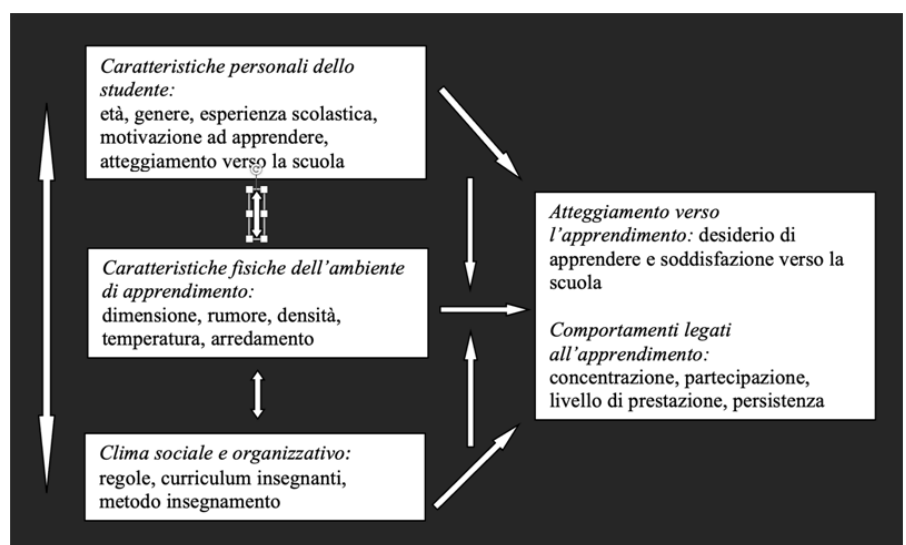 Caratteristiche personali dello
studente:
età, genere, esperienza scolastica,
motivazione ad apprendere,
atteggiamento verso la scuola
Caratteristiche fisiche dell'ambiente
di apprendimento:
dimensione, rumore, densità,
temperatura, arredamento
Clima sociale e organizzativo:
regole, curriculum insegnanti,
metodo insegnamento
Atteggiamento verso
l'apprendimento: desiderio di
apprendere e soddisfazione verso la
scuola
Comportamenti legati
all'apprendimento:
concentrazione, partecipazione,
livello di prestazione, persistenza